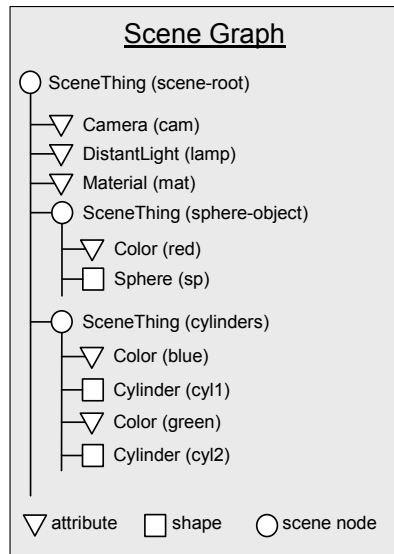 Scene Graph
SceneThing (scene-root)
Camera (cam)
DistantLight (lamp)
Material (mat)
SceneThing (sphere-object)
Color (red)
Sphere (sp)
SceneThing (cylinders)
Color (blue)
Cylinder (cyl1)
Color (green)
Cylinder (cyl2)
attribute shape scene node